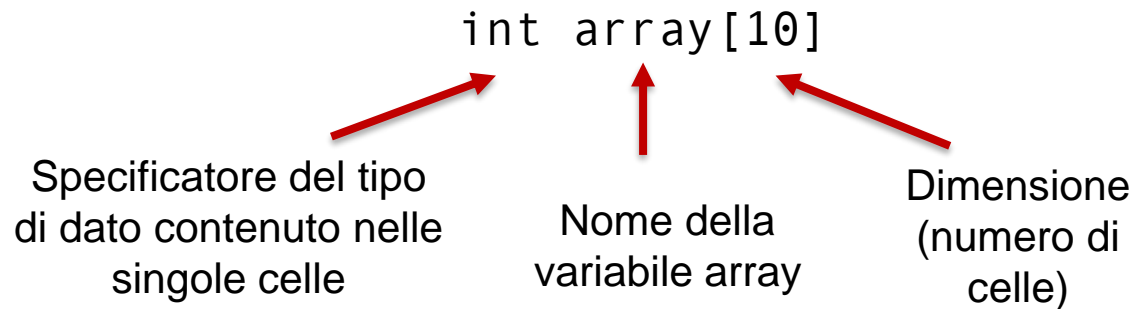 int array[10]
Specificatore del tipo
di dato contenuto nelle
singole celle
Nome della
variabile array
Dimensione
(numero di
celle)